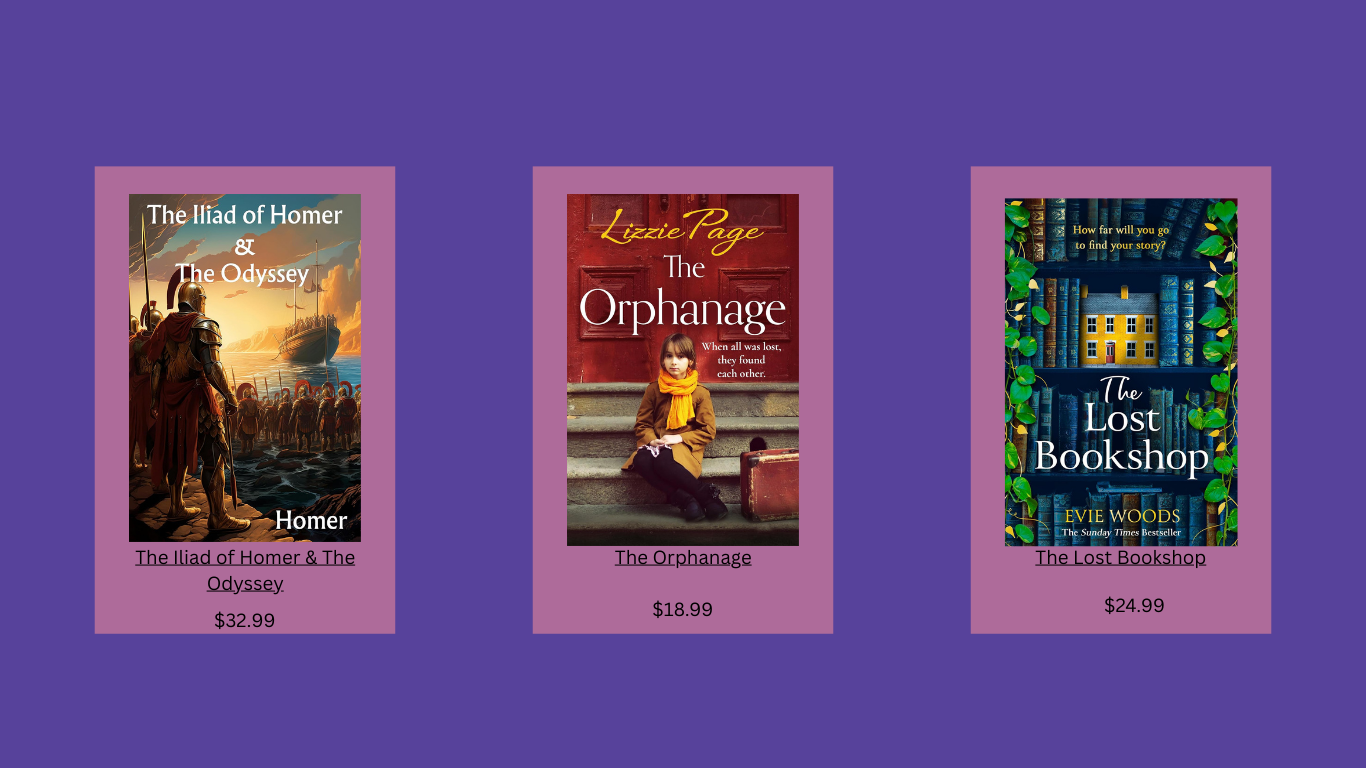 The Iliad of Homer
&
The Odyssey
Homer
The Iliad of Homer & The
Odyssey
$32.99
Lizzie Page
The
Orphanage
When all was lost,
they found
each other.
The Orphanage
$18.99
How far will you go
to find your story?
The
Lost
Bookshop
EVIE WOODS
The Sunday Times Bestseller
The Lost Bookshop
$24.99